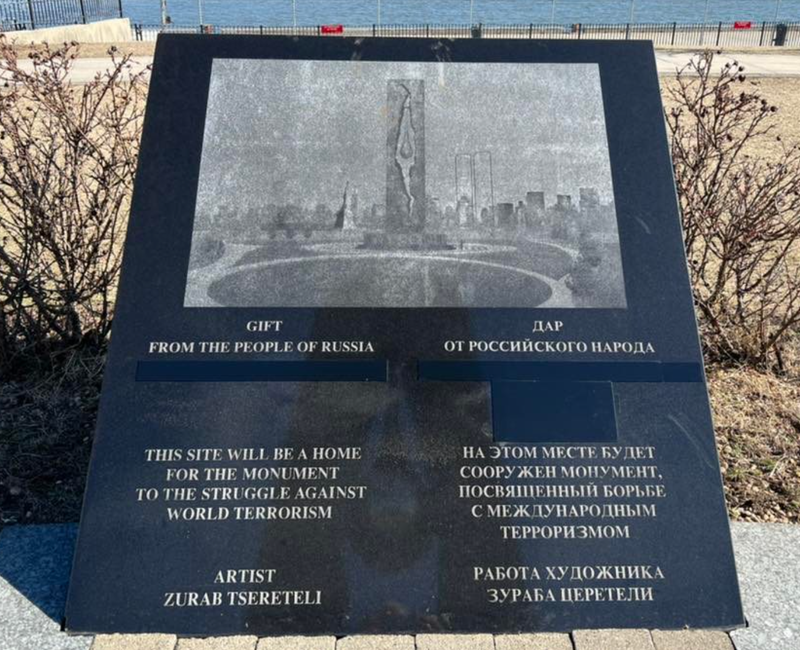 GIFT
FROM THE PEOPLE OF RUSSIA
THIS SITE WILL BE A HOME
FOR THE MONUMENT
TO THE STRUGGLE AGAINST
WORLD TERRORISM
ARTIST
ZURAB TSERETELI
ДАР
ОТ РОССИЙСКОГО НАРОДА
НА ЭТОМ МЕСТЕ БУДЕТ
СООРУЖЕН МОНУМЕНТ,
ПОСВЯЩЕННЫЙ БОРЬБЕ
С МЕЖДУНАРОДНЫМ
ТЕРРОРИЗМОМ
РАБОТА ХУДОЖНИКА
ЗУРАБА ЦЕРЕТЕЛИ